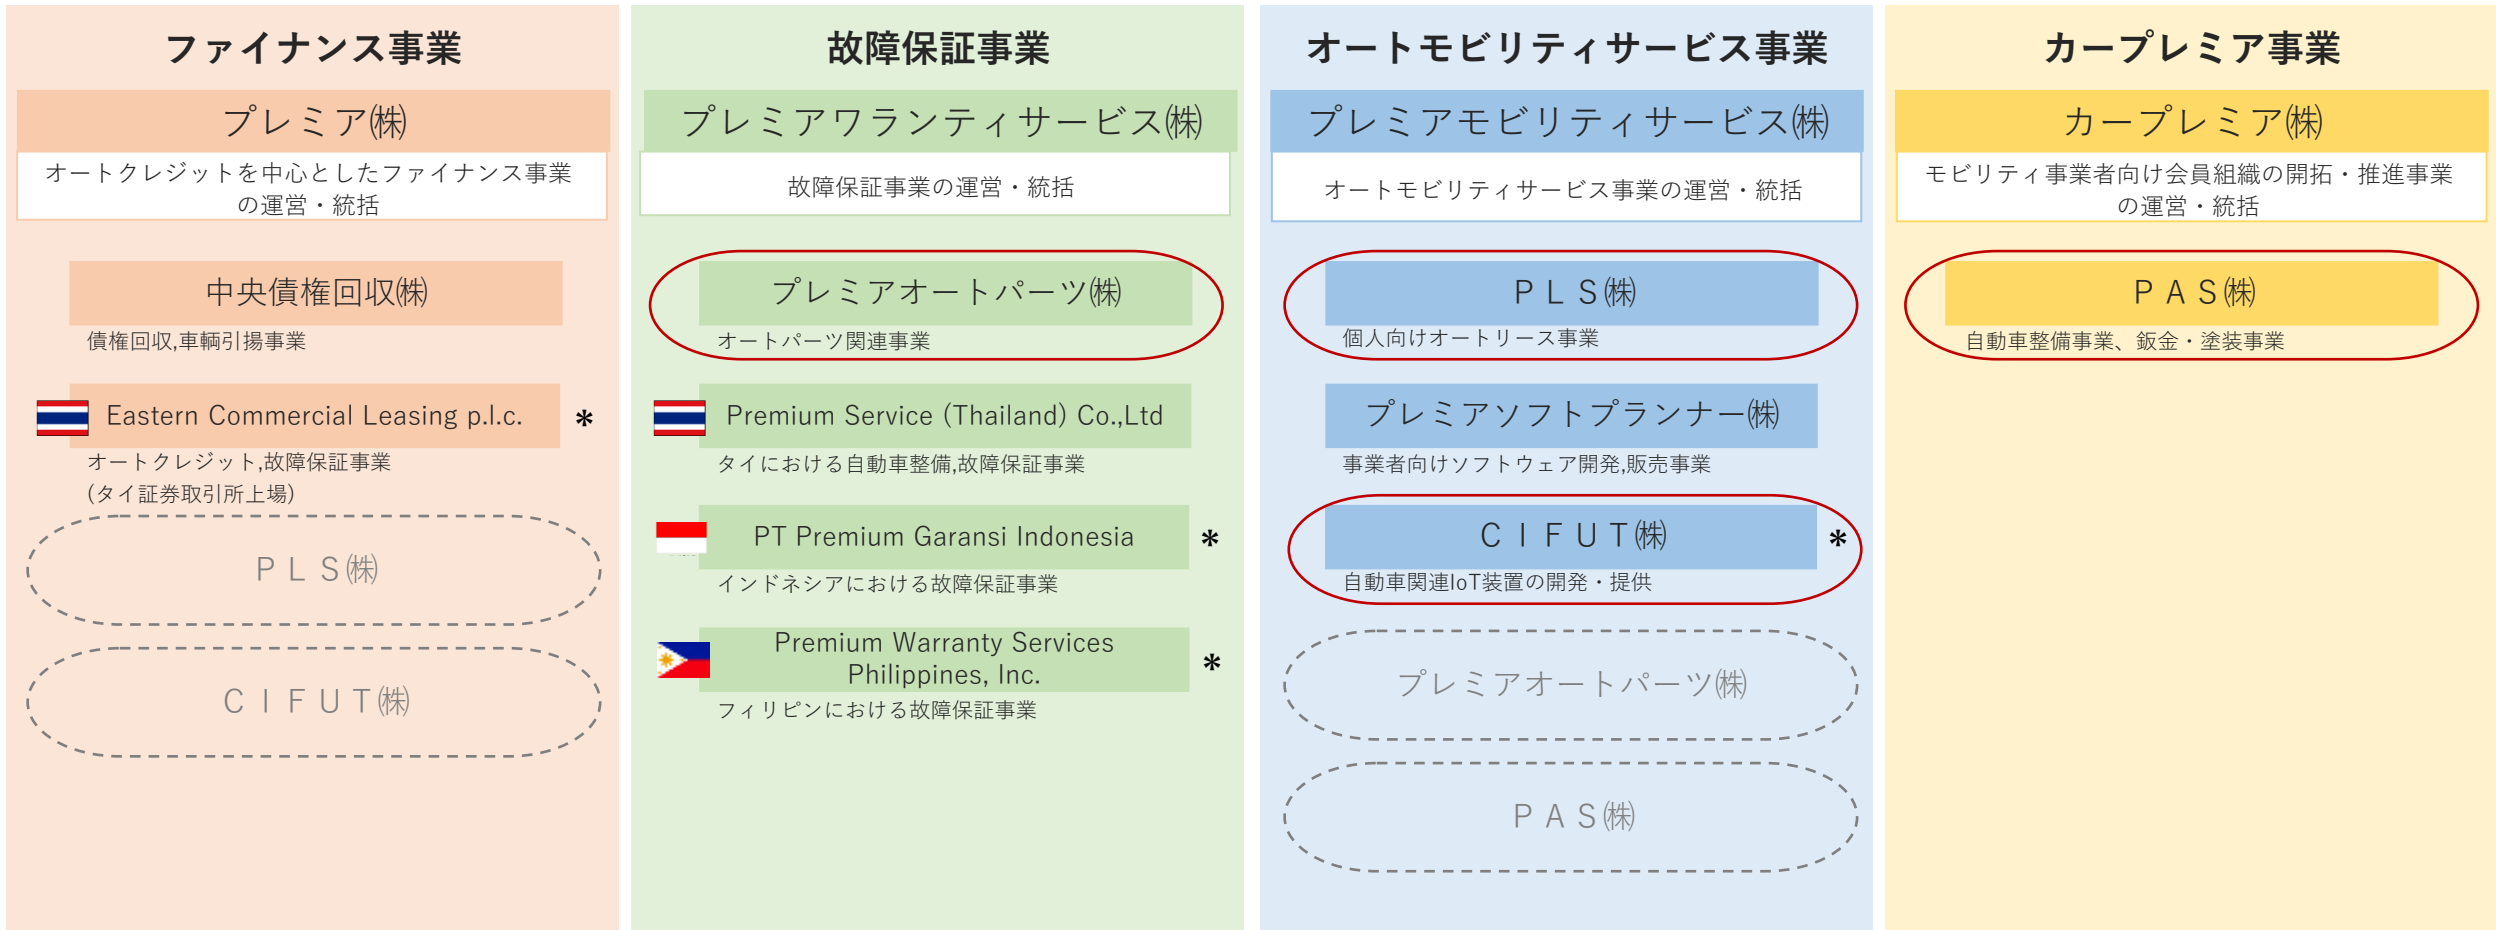 ファイナンス事業
プレミア㈱
オートクレジットを中心としたファイナンス事業
の運営・統括
中央債権回収㈱
債権回収,車輌引揚事業
Eastern Commercial Leasing p.l.c.
*
オートクレジット,故障保証事業
(タイ証券取引所上場)
ＰＬＳ㈱
ＣＩＦＵＴ㈱
故障保証事業
プレミアワランティサービス㈱
故障保証事業の運営・統括
プレミアオートパーツ㈱
オートパーツ関連事業
Premium Service (Thailand) Co.,Ltd
タイにおける自動車整備,故障保証事業
PT Premium Garansi Indonesia
*
インドネシアにおける故障保証事業
Premium Warranty Services
Philippines, Inc.
*
フィリピンにおける故障保証事業
オートモビリティサービス事業
プレミアモビリティサービス㈱
オートモビリティサービス事業の運営・統括
ＰＬＳ㈱
個人向けオートリース事業
プレミアソフトプランナー㈱
事業者向けソフトウェア開発,販売事業
ＣＩＦＵＴ㈱
*
自動車関連IoT装置の開発・提供
プレミアオートパーツ㈱
ＰＡＳ㈱
カープレミア事業
カープレミア㈱
モビリティ事業者向け会員組織の開拓・推進事業
の運営・統括
ＰＡＳ㈱
自動車整備事業、鈑金・塗装事業